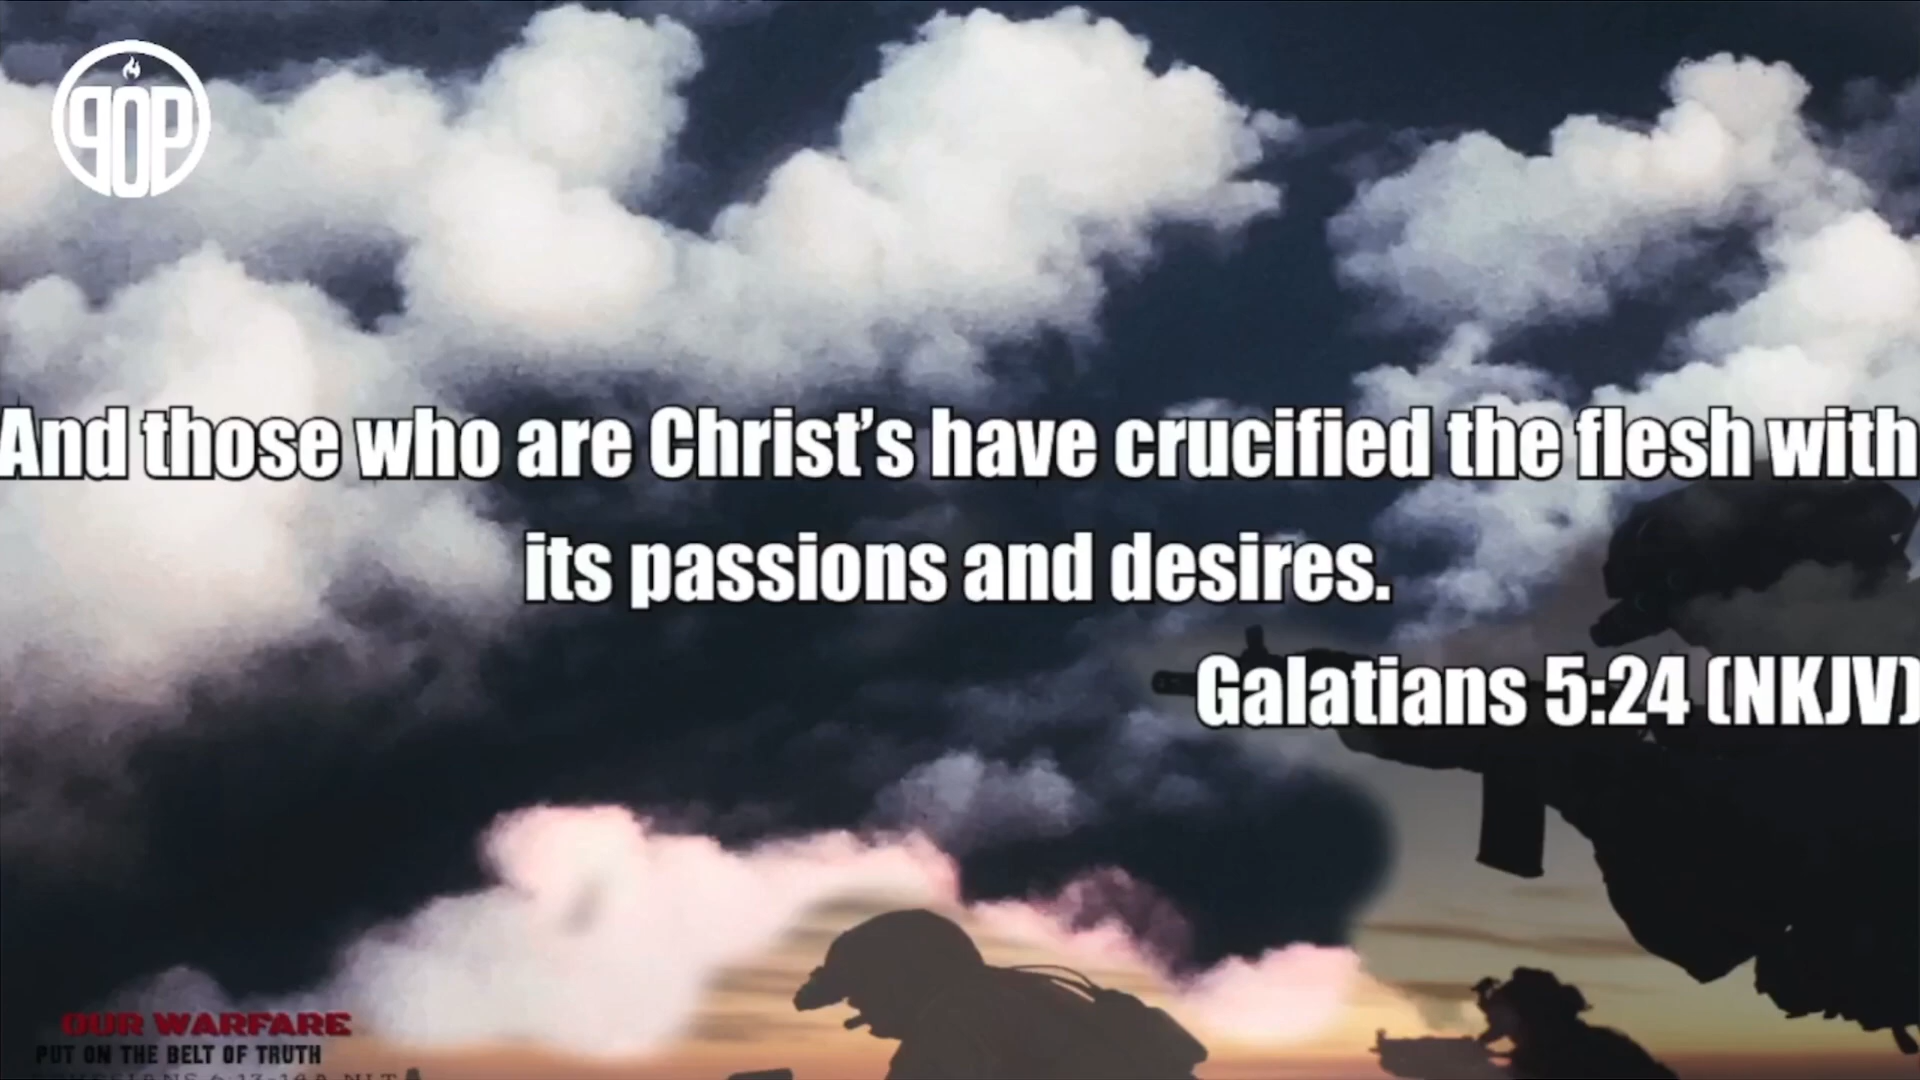 POP
And those who are Christ’s have crucified the flesh with
its passions and desires.
Galatians 5:24 (NKJV)
OUR WARFARE
PUT ON THE BELT OF TRUTH